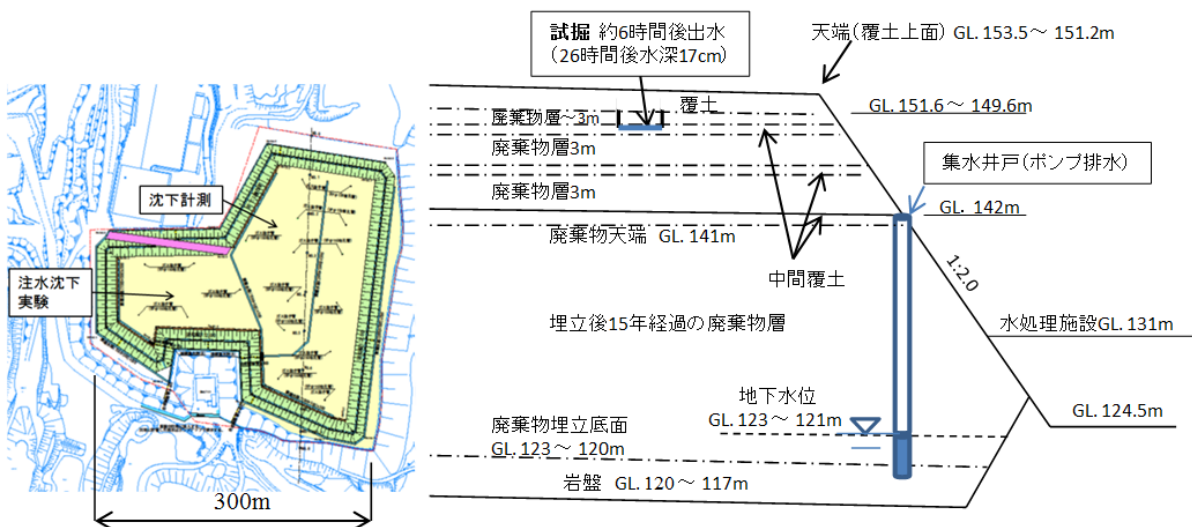 沈下計測
注水沈下
実験
300m
試掘 約6時間後出水
(26時間後水深17cm)
天端(覆土上面) GL. 153.5～ 151.2m
覆土
GL. 151.6～ 149.6m
廃棄物層～3m
廃棄物層3m
廃棄物層3m
集水井戸(ポンプ排水)
GL. 142m
廃棄物天端 GL. 141m
中間覆土
1:2.0
埋立後15年経過の廃棄物層
水処理施設GL. 131m
地下水位
GL. 123～ 121m
GL. 124.5m
廃棄物埋立底面
GL. 123～ 120m
岩盤 GL. 120～ 117m